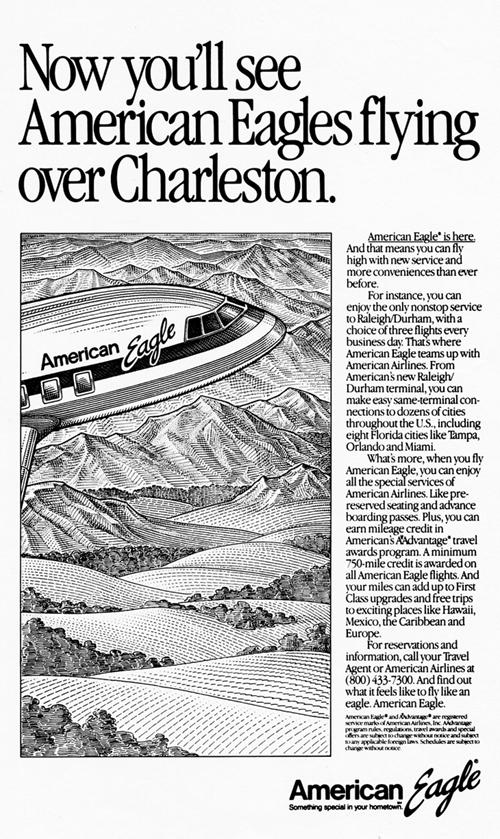 Now you'll see
American Eagles flying
over Charleston.
American Eagle
American Eagle® is here.
And that means you can fly
high with new service and
more conveniences than ever
before.
For instance, you can
enjoy the only nonstop service
to Raleigh/Durham, with a
choice of three flights every
business day. That's where
American Eagle teams up with
American Airlines. From
American's new Raleigh/
Durham terminal, you can
make easy same-terminal con-
nections to dozens of cities
throughout the U.S., including
eight Florida cities like Tampa,
Orlando and Miami.
What's more, when you fly
American Eagle, you can enjoy
all the special services of
American Airlines. Like pre-
reserved seating and advance
boarding passes. Plus, you can
earn mileage credit in
American's AAdvantage® travel
awards program. A minimum
750-mile credit is awarded on
all American Eagle flights. And
your miles can add up to First
Class upgrades and free trips
to exciting places like Hawaii,
Mexico, the Caribbean and
Europe.
For reservations and
information, call your Travel
Agent or American Airlines at
(800) 433-7300. And find out
what it feels like to fly like an
eagle. American Eagle.
American Eagle® and AAdvantage® are registered
service marks of American Airlines, Inc. AAdvantage
program rules, regulations, travel awards and special
offers are subject to change without notice and subject
to any applicable foreign laws. Schedules are subject to
change without notice.
American Eagle®
Something special in your hometown.™